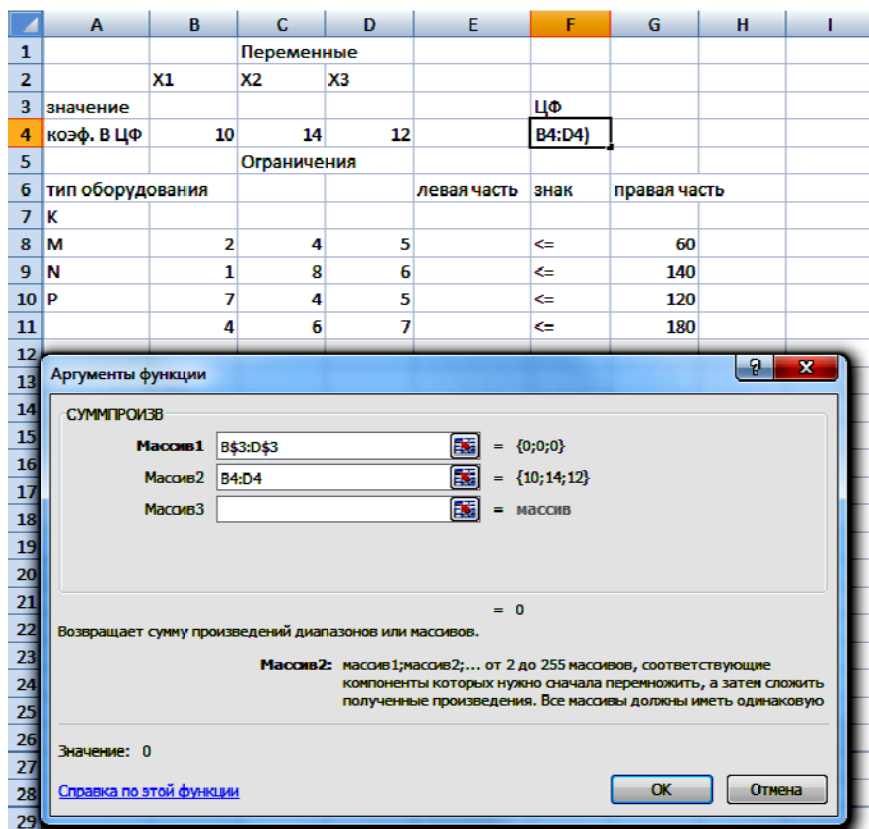 A B C D E F G H I
1 Переменные
2 X1 X2 X3
3 значение ЦФ
4 коэф. В ЦФ 10 14 12 B4:D4)
5 Ограничения
6 тип оборудования левая часть знак правая часть
7 K
8 M 2 4 5 <= 60
9 N 1 8 6 <= 140
10 P 7 4 5 <= 120
11 4 6 7 <= 180
12
13 Аргументы функции ? x
14 СУММПРОИЗВ
15 Массив1 B$3:D$3 = {0;0;0}
16 Массив2 B4:D4 = {10;14;12}
17
18 Массив3 = массив
19
20
21 = 0
22 Возвращает сумму произведений диапазонов или массивов.
23 Массив2: массив1;массив2;... от 2 до 255 массивов, соответствующие
24 компоненты которых нужно сначала перемножить, а затем сложить
25 полученные произведения. Все массивы должны иметь одинаковую
26
27 Значение: 0
28 Справка по этой функции OK Отмена
29